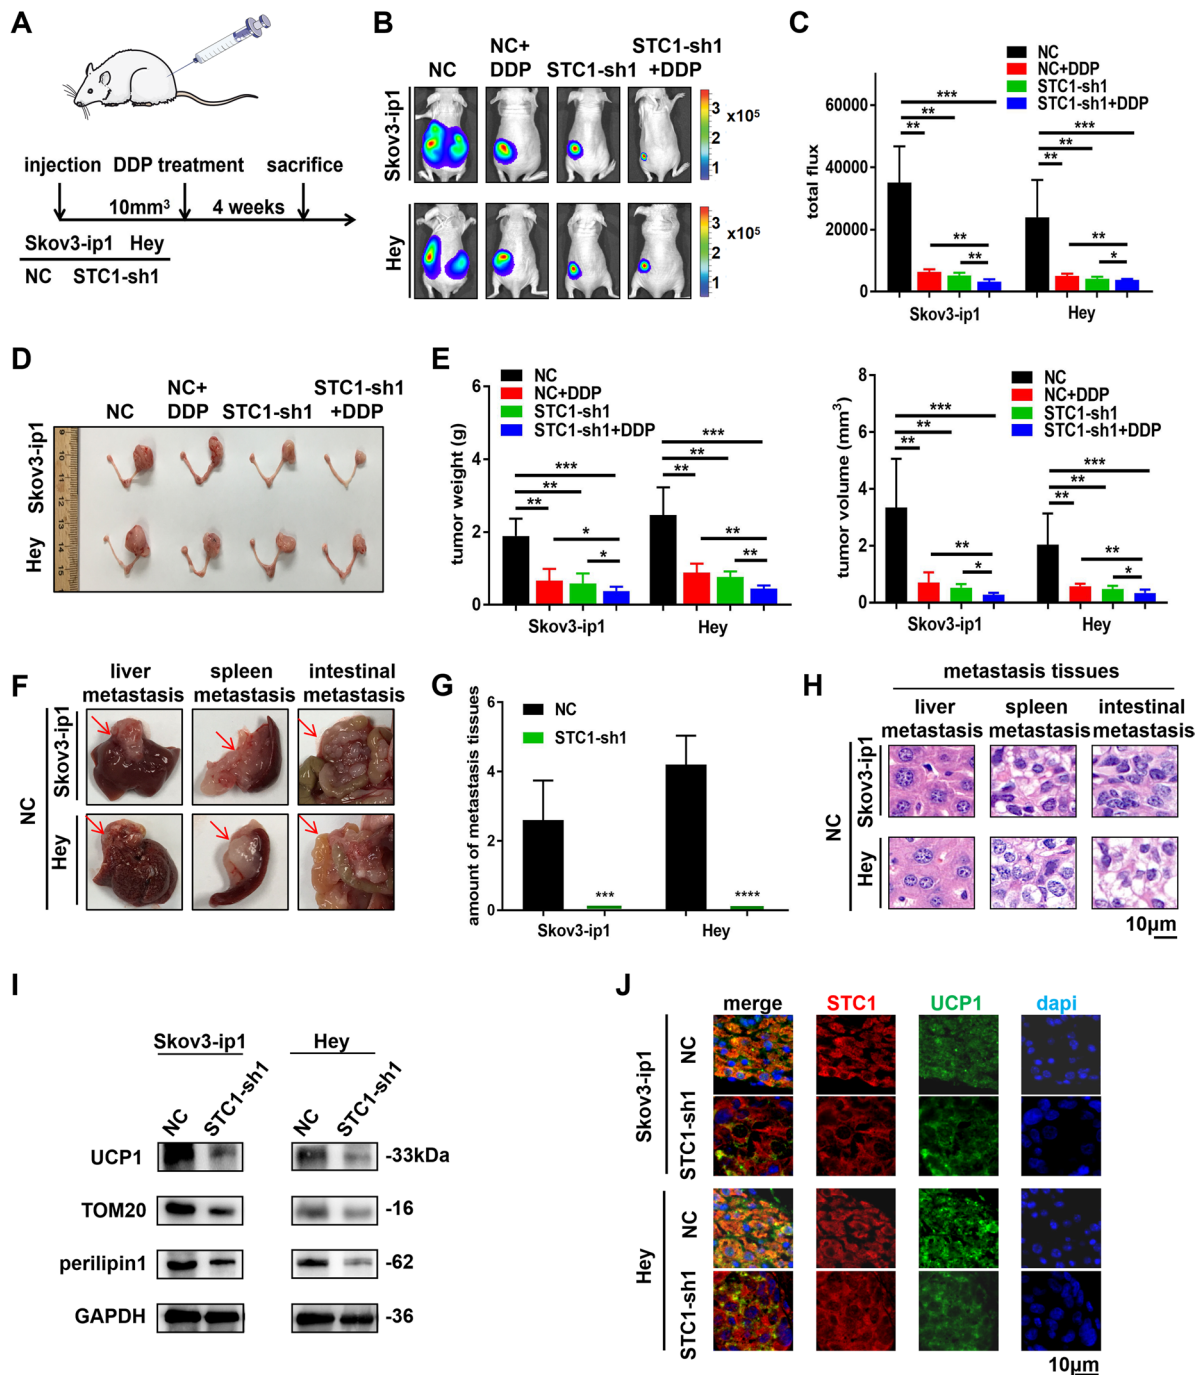 A
injection DDP treatment sacrifice
10mm³ 4 weeks
Skov3-ip1 Hey
NC STC1-sh1
B
NC
NC+
DDP
STC1-sh1
STC1-sh1
+DDP
Skov3-ip1
3
2
1
x10⁵
Hey
3
2
1
x10⁵
C
NC
NC+DDP
STC1-sh1
STC1-sh1+DDP
total flux
60000
40000
20000
0
*** ** **
** **
*** ** **
** *
Skov3-ip1 Hey
D
NC
NC+
DDP
STC1-sh1
STC1-sh1
+DDP
Skov3-ip1
Hey
9
10
11
12
13
14
15
E
NC
NC+DDP
STC1-sh1
STC1-sh1+DDP
tumor weight (g)
6
4
2
0
*** ** **
* *
*** ** **
** **
Skov3-ip1 Hey
NC
NC+DDP
STC1-sh1
STC1-sh1+DDP
tumor volume (mm³)
8
6
4
2
0
*** ** **
** *
*** ** **
** *
Skov3-ip1 Hey
F
liver
metastasis
spleen
metastasis
intestinal
metastasis
NC
Skov3-ip1
Hey
G
NC
STC1-sh1
amount of metastasis tissues
6
4
2
0
*** ****
Skov3-ip1 Hey
H
metastasis tissues
liver
metastasis
spleen
metastasis
intestinal
metastasis
NC
Skov3-ip1
Hey
10μm
I
Skov3-ip1 Hey
NC STC1-sh1 NC STC1-sh1
UCP1 -33kDa
TOM20 -16
perilipin1 -62
GAPDH -36
J
merge STC1 UCP1 dapi
Skov3-ip1
NC
STC1-sh1
Hey
NC
STC1-sh1
10μm